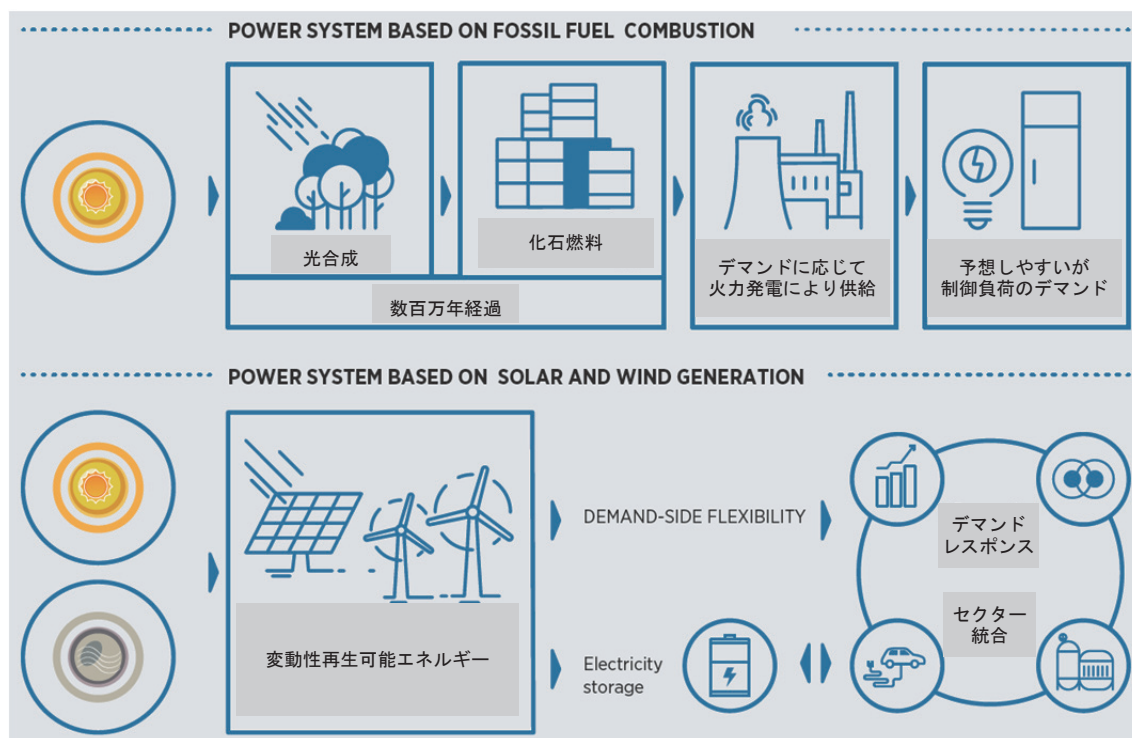 POWER SYSTEM BASED ON FOSSIL FUEL COMBUSTION
光合成
化石燃料
数百万年経過
デマンドに応じて
火力発電により供給
予想しやすいが
制御負荷のデマンド
POWER SYSTEM BASED ON SOLAR AND WIND GENERATION
変動性再生可能エネルギー
DEMAND-SIDE FLEXIBILITY
Electricity
storage
デマンド
レスポンス
セクター
統合